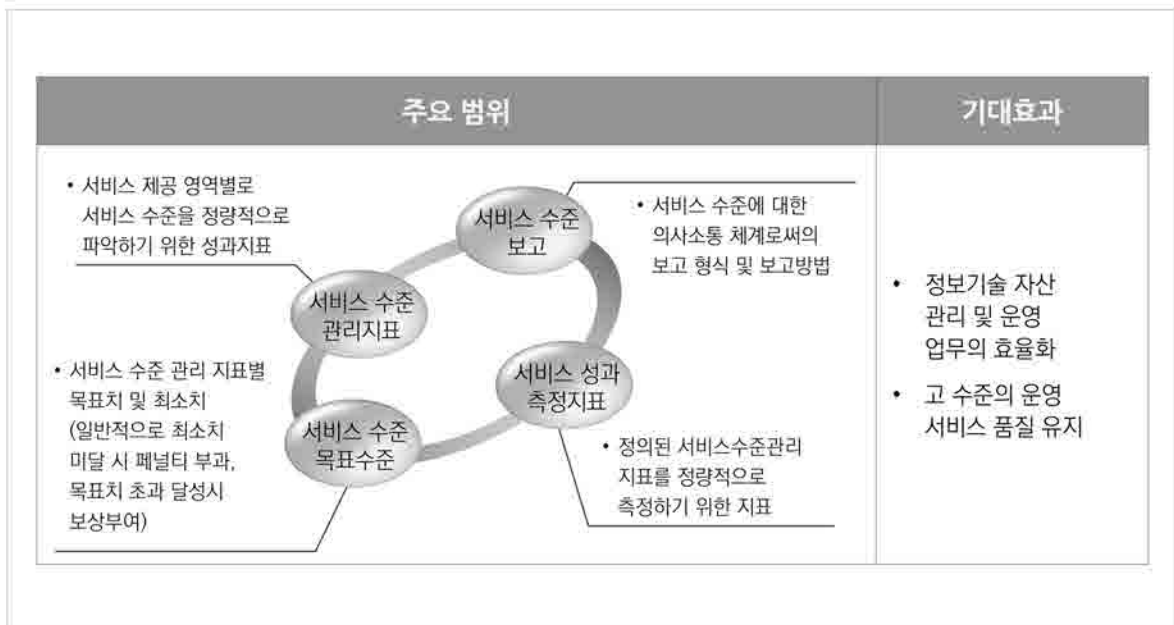 주요 범위
기대효과
• 서비스 제공 영역별로
서비스 수준을 정량적으로
파악하기 위한 성과지표
서비스 수준
보고
• 서비스 수준에 대한
의사소통 체계로써의
보고 형식 및 보고방법
서비스 수준
관리지표
• 서비스 수준 관리 지표별
목표치 및 최소치
(일반적으로 최소치
미달 시 페널티 부과,
목표치 초과 달성시
보상부여)
서비스 성과
측정지표
서비스 수준
목표수준
• 정의된 서비스수준관리
지표를 정량적으로
측정하기 위한 지표
• 정보기술 자산
관리 및 운영
업무의 효율화
• 고 수준의 운영
서비스 품질 유지